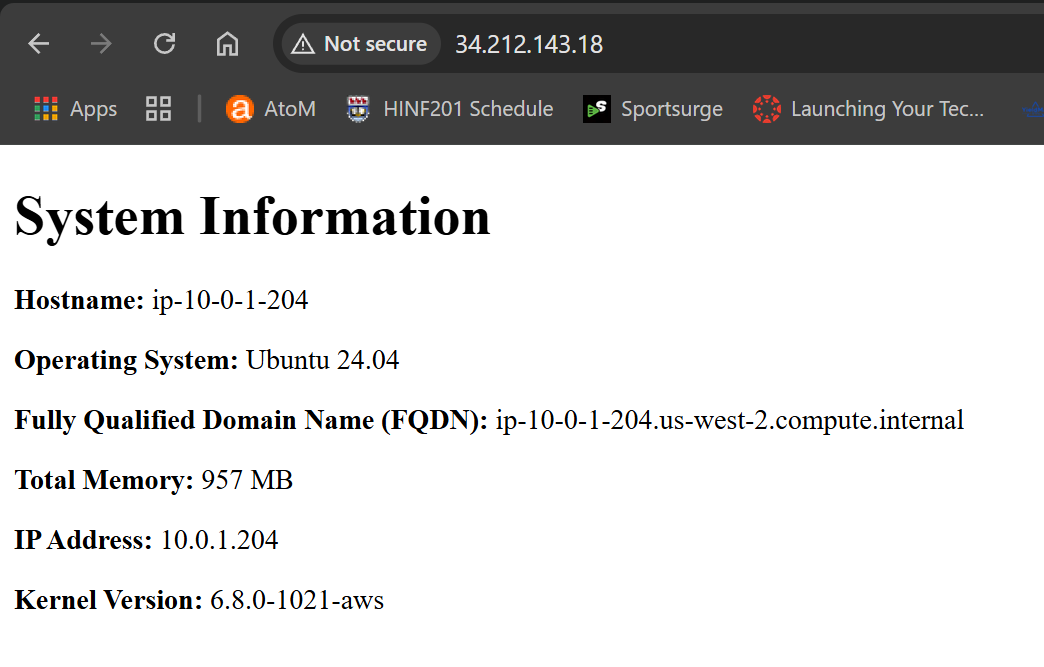 Not secure 34.212.143.18
Apps AtoM HINF201 Schedule Sportsurge Launching Your Tec...
System Information
Hostname: ip-10-0-1-204
Operating System: Ubuntu 24.04
Fully Qualified Domain Name (FQDN): ip-10-0-1-204.us-west-2.compute.internal
Total Memory: 957 MB
IP Address: 10.0.1.204
Kernel Version: 6.8.0-1021-aws